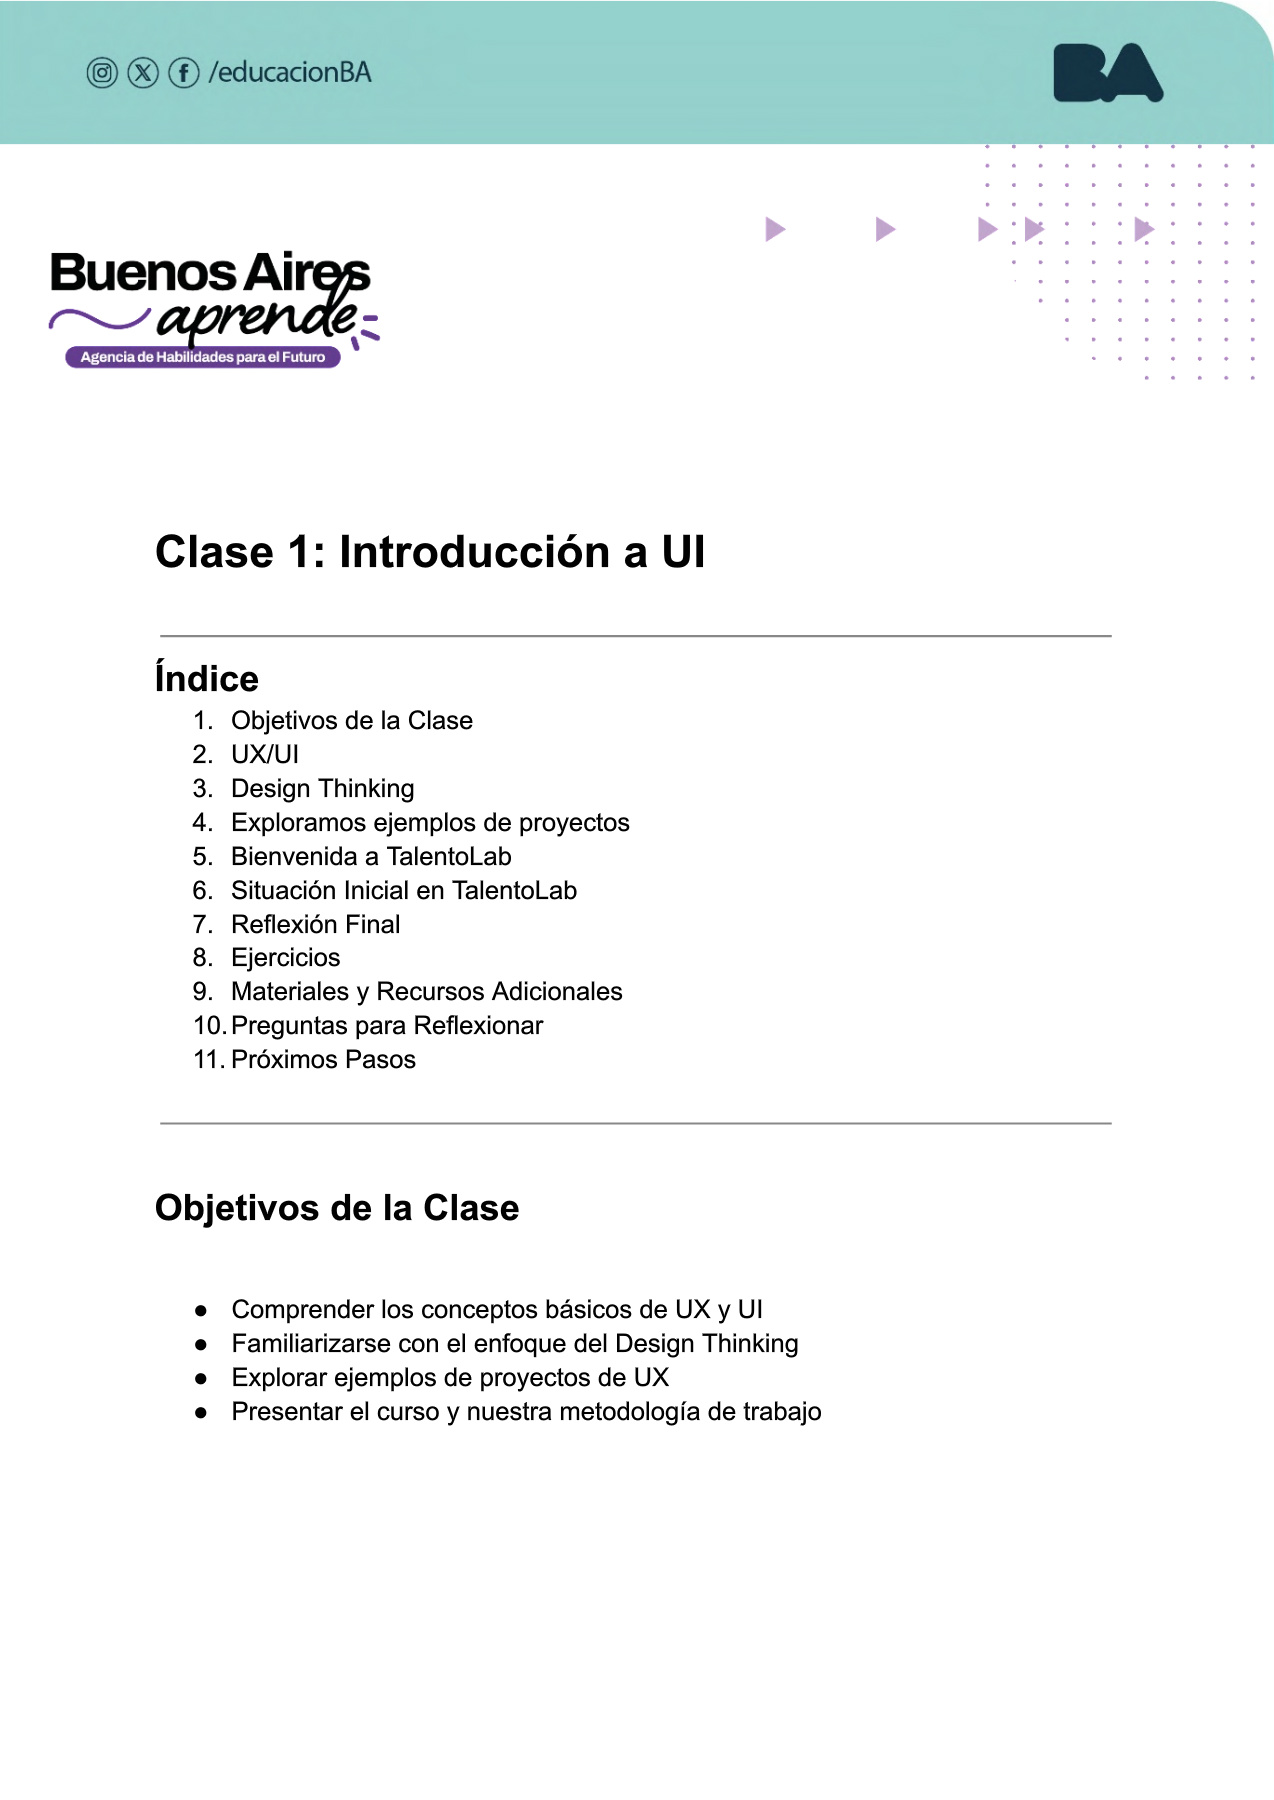 /educacionBA
BA
Buenos Aires
aprende
Agencia de Habilidades para el Futuro
Clase 1: Introducción a UI
Índice
1. Objetivos de la Clase
2. UX/UI
3. Design Thinking
4. Exploramos ejemplos de proyectos
5. Bienvenida a TalentoLab
6. Situación Inicial en TalentoLab
7. Reflexión Final
8. Ejercicios
9. Materiales y Recursos Adicionales
10. Preguntas para Reflexionar
11. Próximos Pasos
Objetivos de la Clase
● Comprender los conceptos básicos de UX y UI
● Familiarizarse con el enfoque del Design Thinking
● Explorar ejemplos de proyectos de UX
● Presentar el curso y nuestra metodología de trabajo